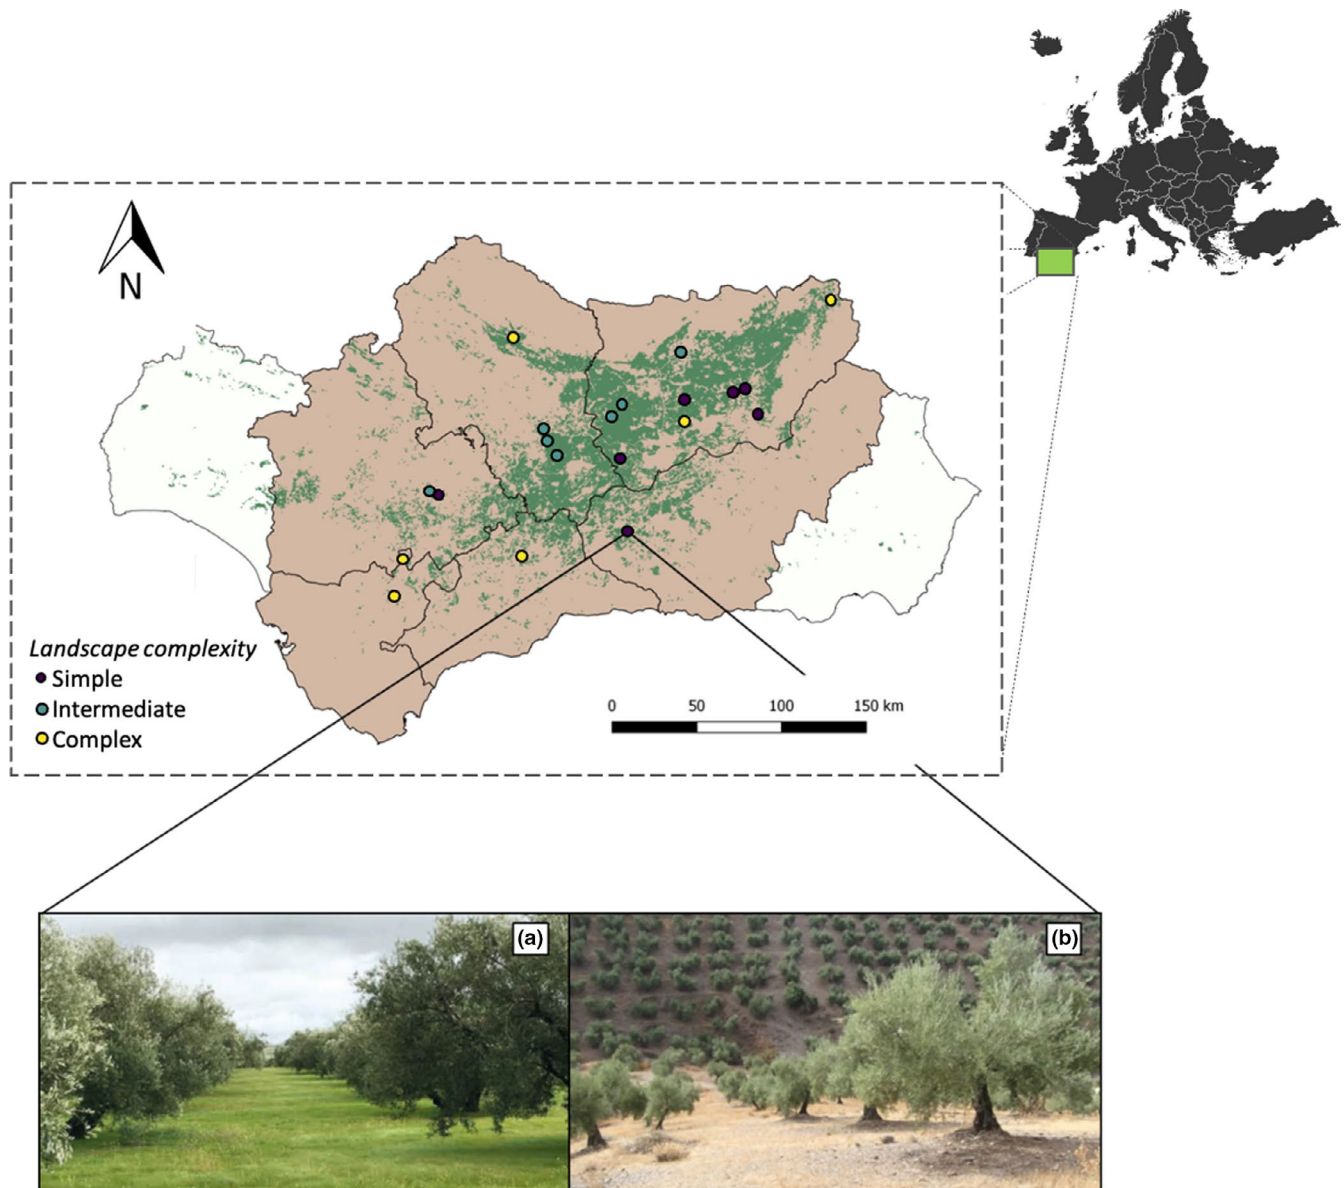 N
Landscape complexity
Simple
Intermediate
Complex
0 50 100 150 km
(a) (b)